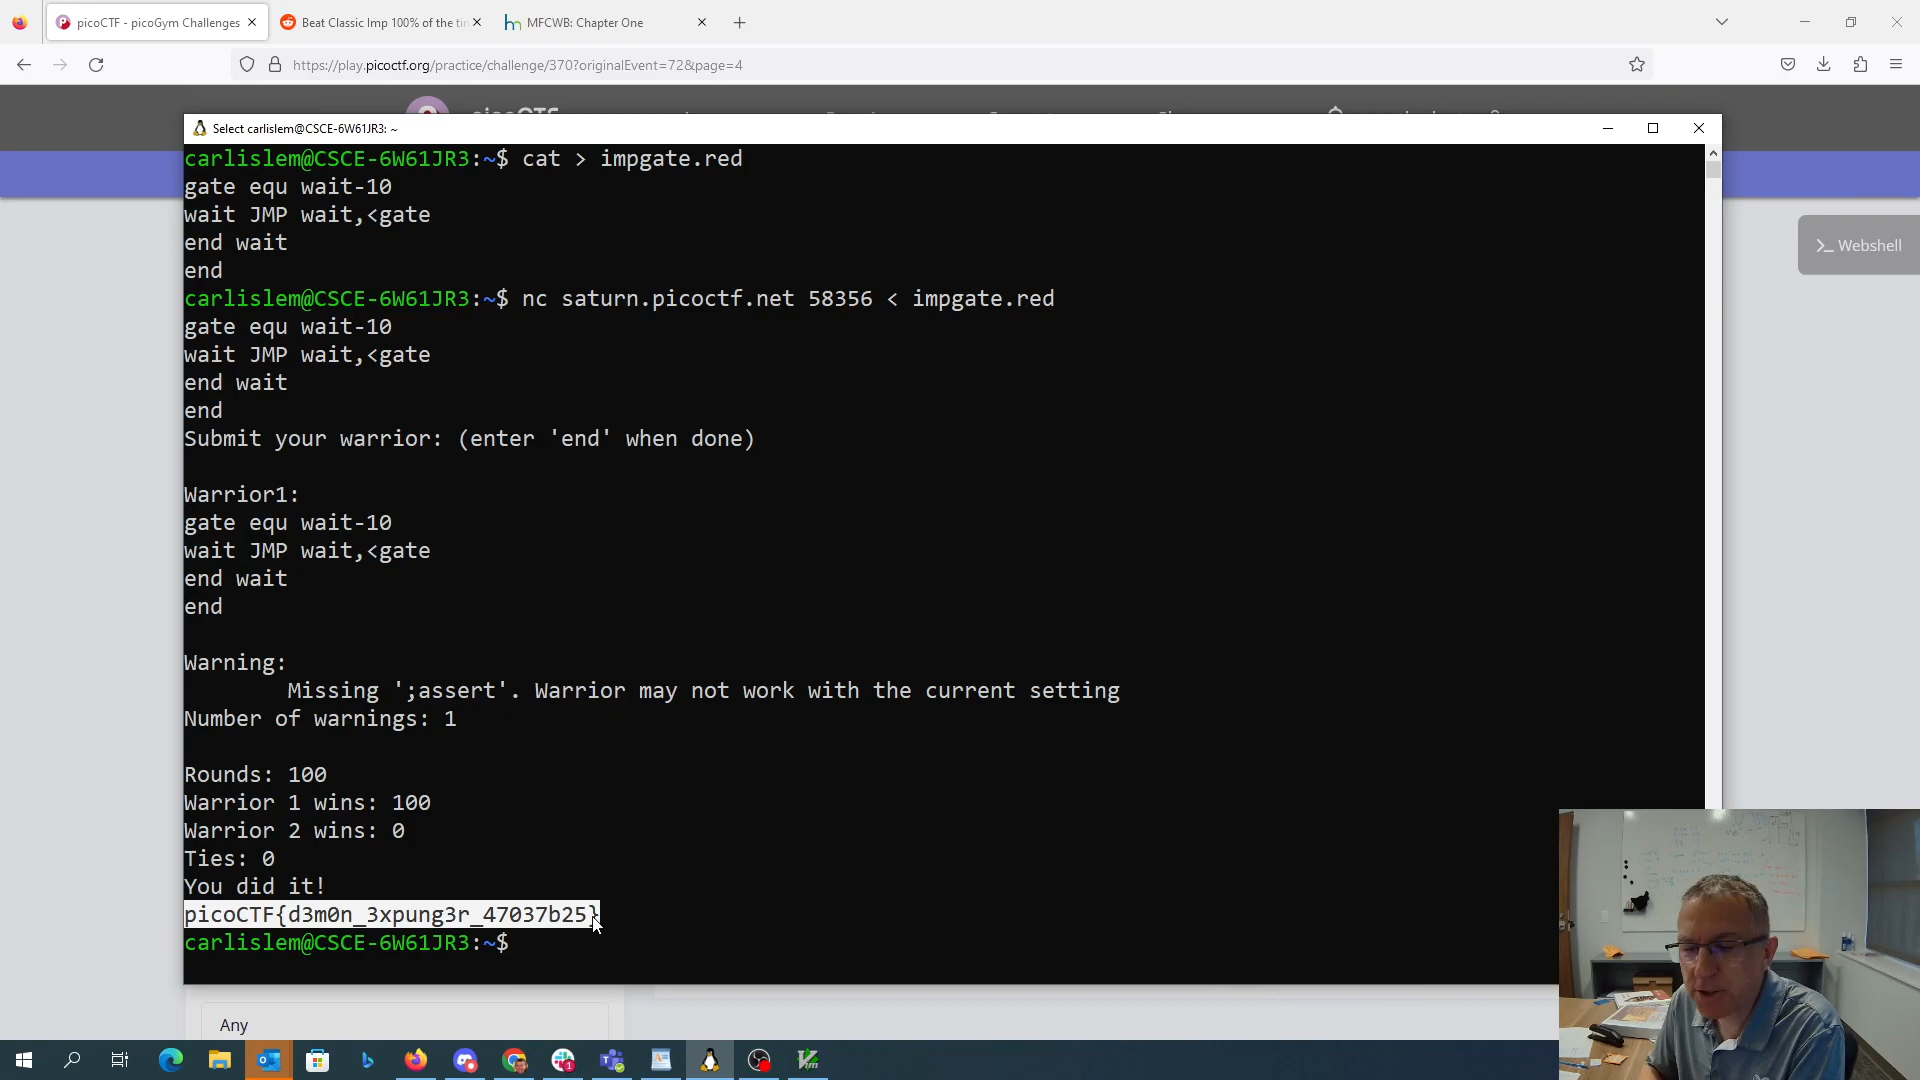 picoCTF - picoGym Challenges
Beat Classic Imp 100% of the tin
hn MFCWB: Chapter One
https://play.picoctf.org/practice/challenge/370?originalEvent=72&page=4
Select carlislem@CSCE-6W61JR3: ~
>_ Webshell
carlislem@CSCE-6W61JR3:~$ cat > impgate.red
gate equ wait-10
wait JMP wait,<gate
end wait
end
carlislem@CSCE-6W61JR3:~$ nc saturn.picoctf.net 58356 < impgate.red
gate equ wait-10
wait JMP wait,<gate
end wait
end
Submit your warrior: (enter 'end' when done)
Warrior1:
gate equ wait-10
wait JMP wait,<gate
end wait
end
Warning:
Missing ';assert'. Warrior may not work with the current setting
Number of warnings: 1
Rounds: 100
Warrior 1 wins: 100
Warrior 2 wins: 0
Ties: 0
You did it!
picoCTF{d3m0n_3xpung3r_47037b25}
carlislem@CSCE-6W61JR3:~$
Any